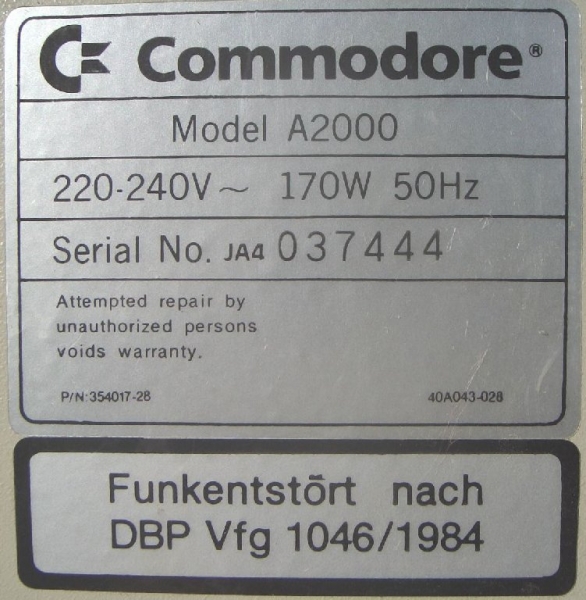 Commodore®
Model A2000
220-240V~ 170W 50Hz
Serial No. JA4 037444
Attempted repair by
unauthorized persons
voids warranty.
P/N:354017-28 40A043-028
Funkentstört nach
DBP Vfg 1046/1984